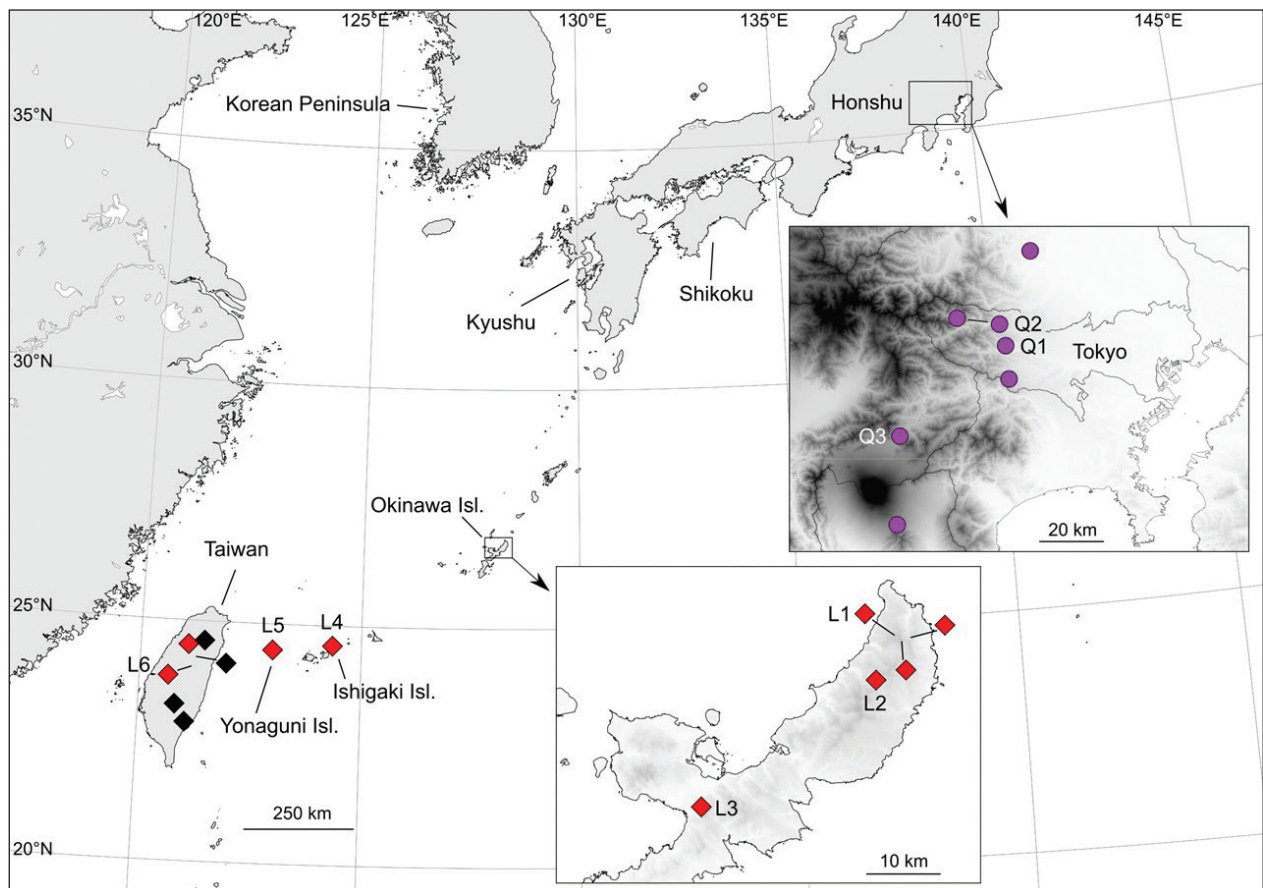 120°E
125°E
130°E
135°E
140°E
145°E
Korean Peninsula
Honshu
35°N
Kyushu
Shikoku
30°N
Q2
Q1
Tokyo
Q3
20 km
Okinawa Isl.
Taiwan
25°N
L5
L4
L6
Ishigaki Isl.
Yonaguni Isl.
250 km
L1
L2
L3
10 km
20°N